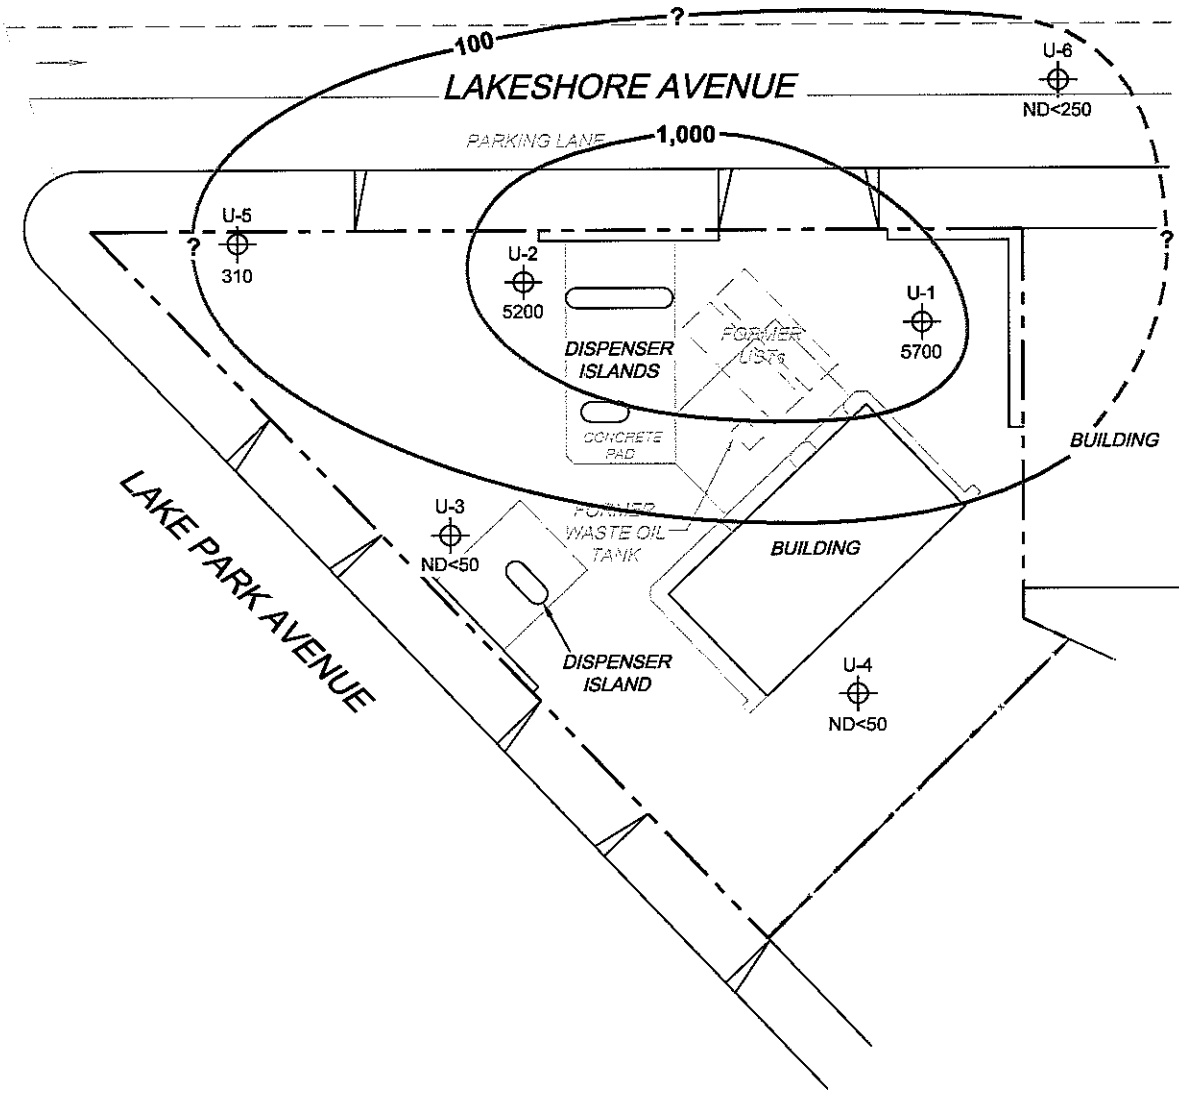 ?
100
U-6
LAKESHORE AVENUE
ND<250
PARKING LANE
1,000
U-5
?
310
?
U-2
5200
U-1
5700
FORMER
USTs
DISPENSER
ISLANDS
CONCRETE
PAD
BUILDING
LAKE PARK AVENUE
U-3
ND<50
FORMER
WASTE OIL
TANK
BUILDING
DISPENSER
ISLAND
U-4
ND<50